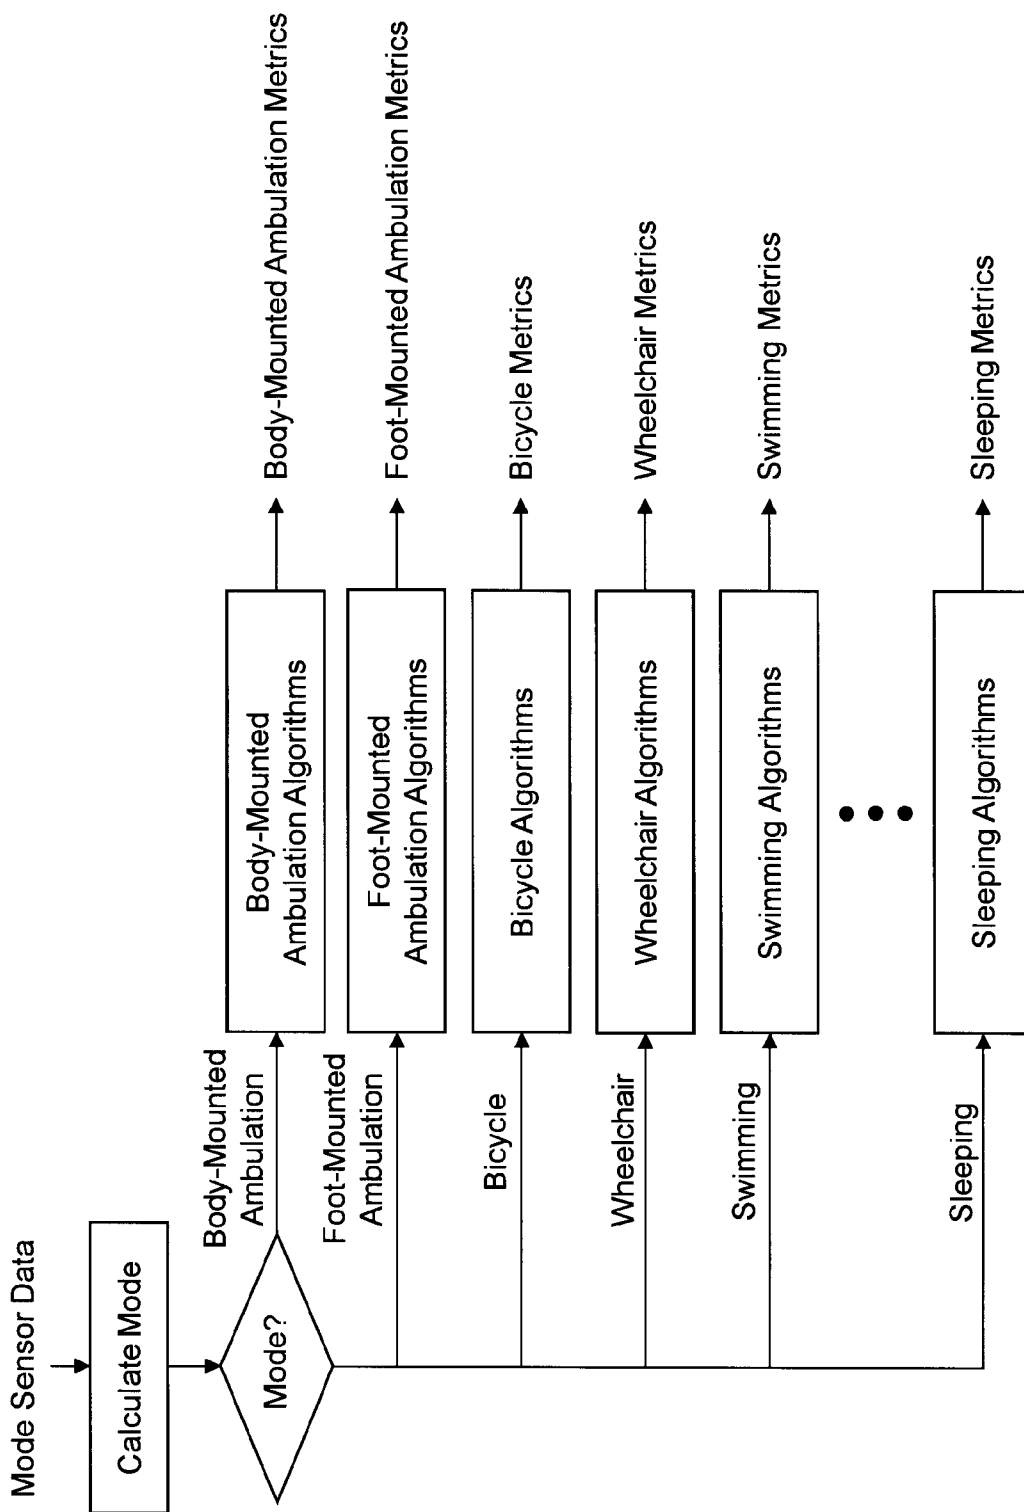 Mode Sensor Data
Calculate Mode
Mode?
Body-Mounted
Ambulation
Body-Mounted
Ambulation Algorithms
Body-Mounted Ambulation Metrics
Foot-Mounted
Ambulation
Foot-Mounted
Ambulation Algorithms
Foot-Mounted Ambulation Metrics
Bicycle
Bicycle Algorithms
Bicycle Metrics
Wheelchair
Wheelchair Algorithms
Wheelchair Metrics
Swimming
Swimming Algorithms
Swimming Metrics
Sleeping
Sleeping Algorithms
Sleeping Metrics